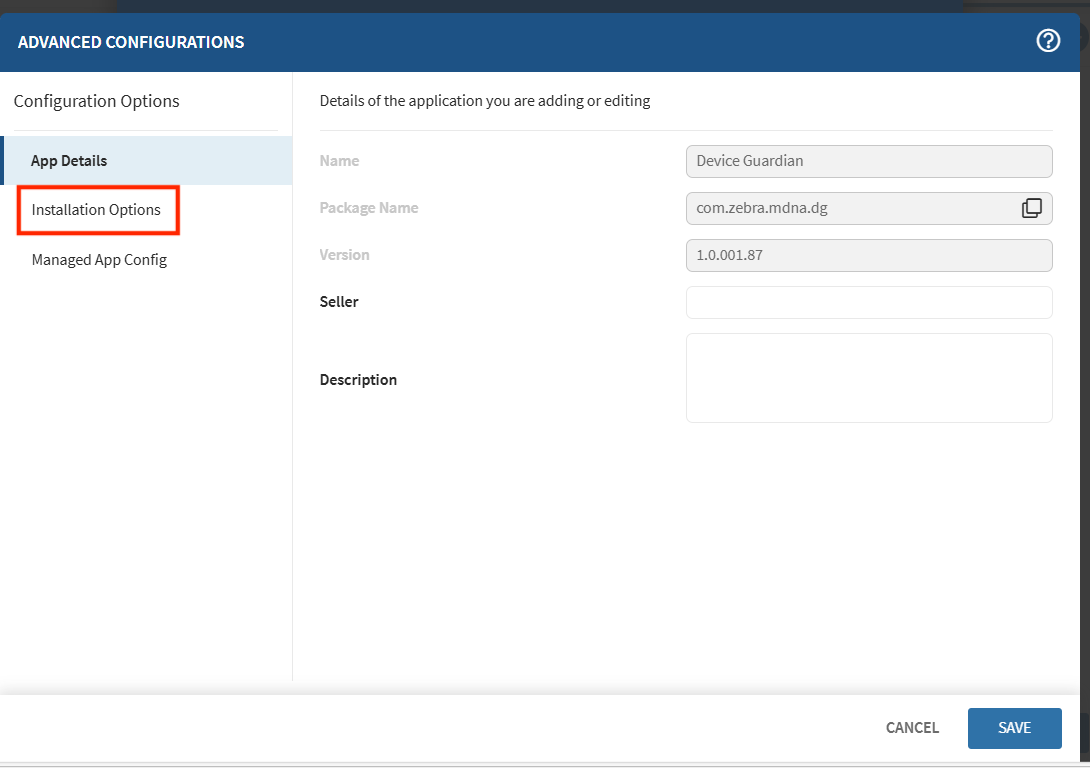 ADVANCED CONFIGURATIONS
Configuration Options
App Details
Installation Options
Managed App Config
Details of the application you are adding or editing
Name
Device Guardian
Package Name
com.zebra.mdna.dg
Version
1.0.001.87
Seller
Description
CANCEL
SAVE